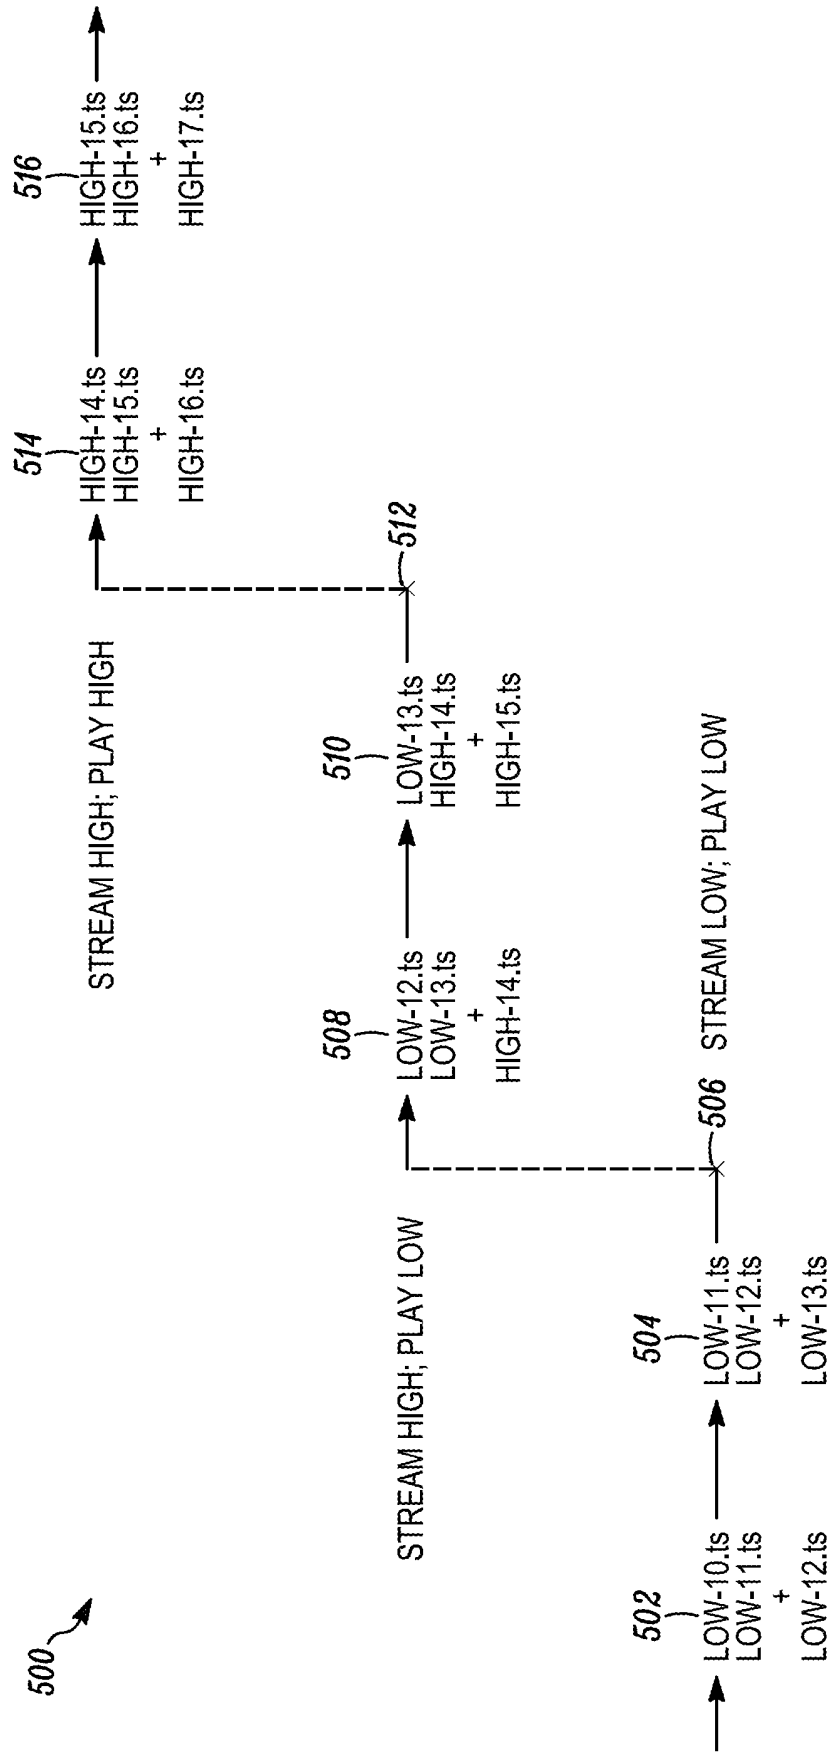 500
502
LOW-10.ts
LOW-11.ts
+
LOW-12.ts
504
LOW-11.ts
LOW-12.ts
+
LOW-13.ts
506
STREAM LOW; PLAY LOW
STREAM HIGH; PLAY LOW
508
LOW-12.ts
LOW-13.ts
+
HIGH-14.ts
510
LOW-13.ts
HIGH-14.ts
+
HIGH-15.ts
512
STREAM HIGH; PLAY HIGH
514
HIGH-14.ts
HIGH-15.ts
+
HIGH-16.ts
516
HIGH-15.ts
HIGH-16.ts
+
HIGH-17.ts